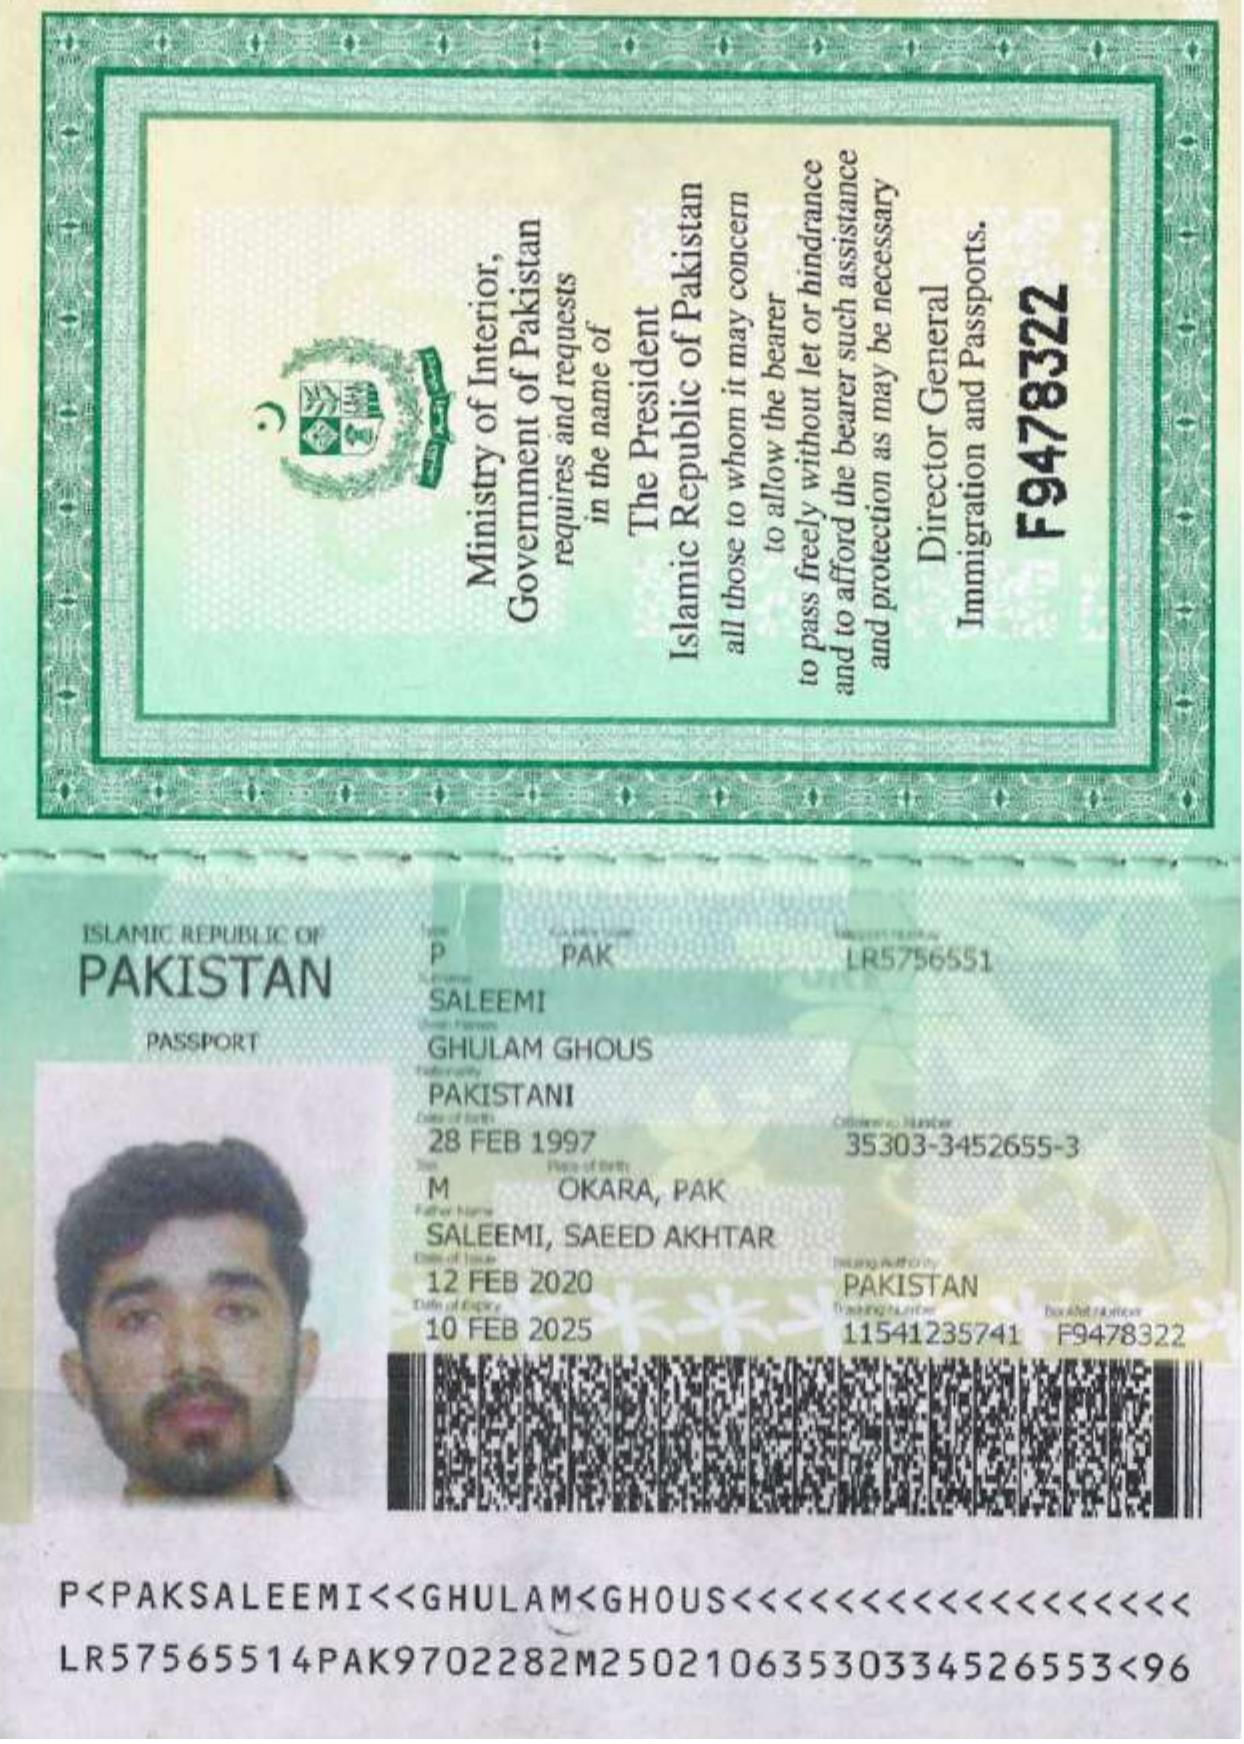 Ministry of Interior,
Government of Pakistan
requires and requests
in the name of
The President
Islamic Republic of Pakistan
all those to whom it may concern
to allow the bearer
to pass freely without let or hindrance
and to afford the bearer such assistance
and protection as may be necessary
Director General
Immigration and Passports.
F9478322
ISLAMIC REPUBLIC OF
PAKISTAN
PASSPORT
Type
P PAK LR5756551
Surname
SALEEMI
Given Names
GHULAM GHOUS
Nationality
PAKISTANI
Date of Birth Citizenship Number
28 FEB 1997 35303-3452655-3
Sex Place of Birth
M OKARA, PAK
Father Name
SALEEMI, SAEED AKHTAR
Date of Issue Issuing Authority
12 FEB 2020 PAKISTAN
Date of Expiry Tracking Number Booklet Number
10 FEB 2025 11541235741 F9478322
P<PAKSALEEMI<<GHULAM<GHOUS<<<<<<<<<<<<<<<<<<
LR57565514PAK9702282M25021063530334526553<96